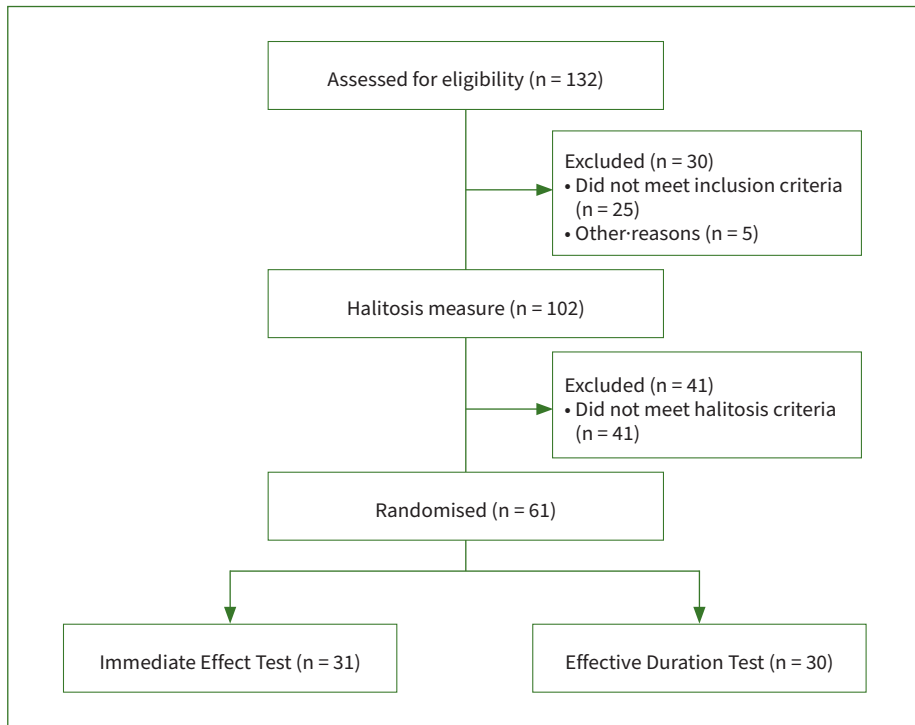 Assessed for eligibility (n = 132)
Excluded (n = 30)
• Did not meet inclusion criteria
(n = 25)
• Other·reasons (n = 5)
Halitosis measure (n = 102)
Excluded (n = 41)
• Did not meet halitosis criteria
(n = 41)
Randomised (n = 61)
Immediate Effect Test (n = 31)
Effective Duration Test (n = 30)